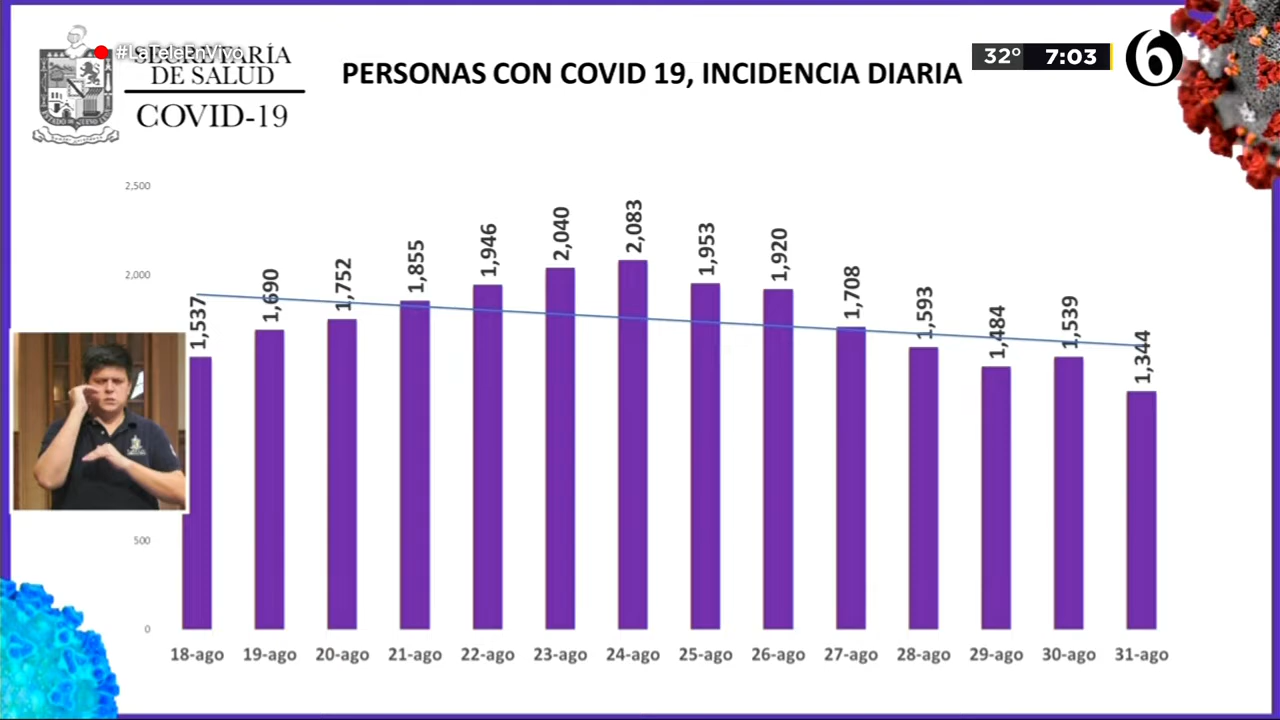 #LaTeleEnVivo
SECRETARÍA
DE SALUD
COVID-19
PERSONAS CON COVID 19, INCIDENCIA DIARIA
32° 7:03 6
2,500
2,000
500
0
1,537 1,690 1,752 1,855 1,946 2,040 2,083 1,953 1,920 1,708 1,593 1,484 1,539 1,344
18-ago 19-ago 20-ago 21-ago 22-ago 23-ago 24-ago 25-ago 26-ago 27-ago 28-ago 29-ago 30-ago 31-ago